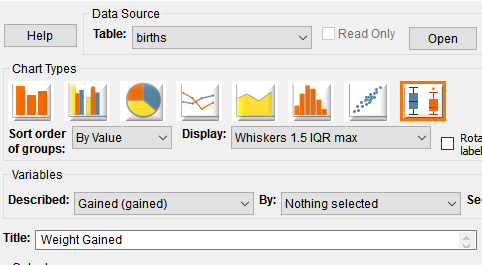 Data Source
Help
Table: births
Read Only
Open
Chart Types
Sort order
of groups: By Value
Display: Whiskers 1.5 IQR max
Rota
label
Variables
Described: Gained (gained)
By: Nothing selected
Se
Title: Weight Gained